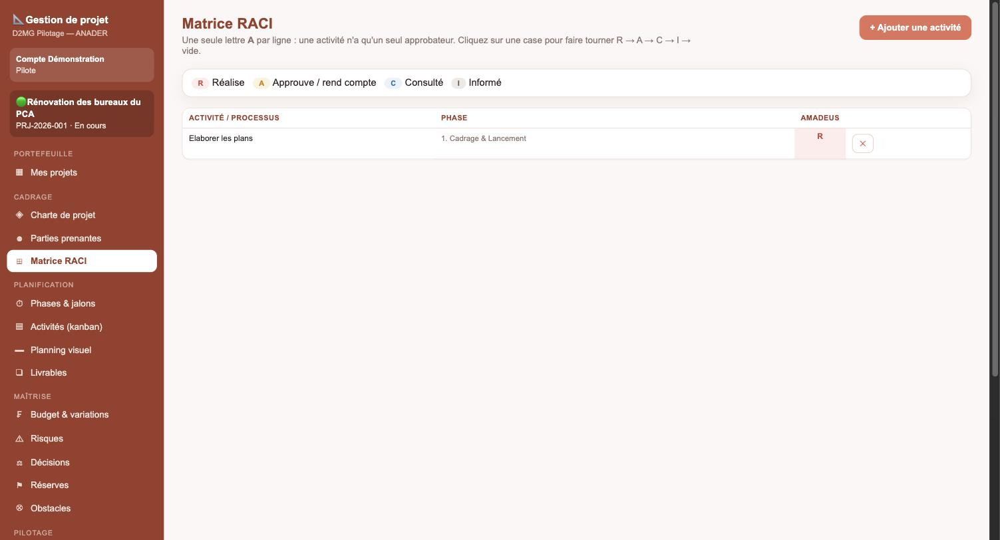 Gestion de projet
D2MG Pilotage — ANADER
Compte Démonstration
Pilote
Rénovation des bureaux du
PCA
PRJ-2026-001 · En cours
PORTEFEUILLE
Mes projets
CADRAGE
Charte de projet
Parties prenantes
Matrice RACI
PLANIFICATION
Phases & jalons
Activités (kanban)
Planning visuel
Livrables
MAÎTRISE
Budget & variations
Risques
Décisions
Réserves
Obstacles
PILOTAGE
Matrice RACI
Une seule lettre A par ligne : une activité n'a qu'un seul approbateur. Cliquez sur une case pour faire tourner R → A → C → I →
vide.
+ Ajouter une activité
R Réalise A Approuve / rend compte C Consulté I Informé
ACTIVITÉ / PROCESSUS PHASE AMADEUS
Elaborer les plans 1. Cadrage & Lancement R ×